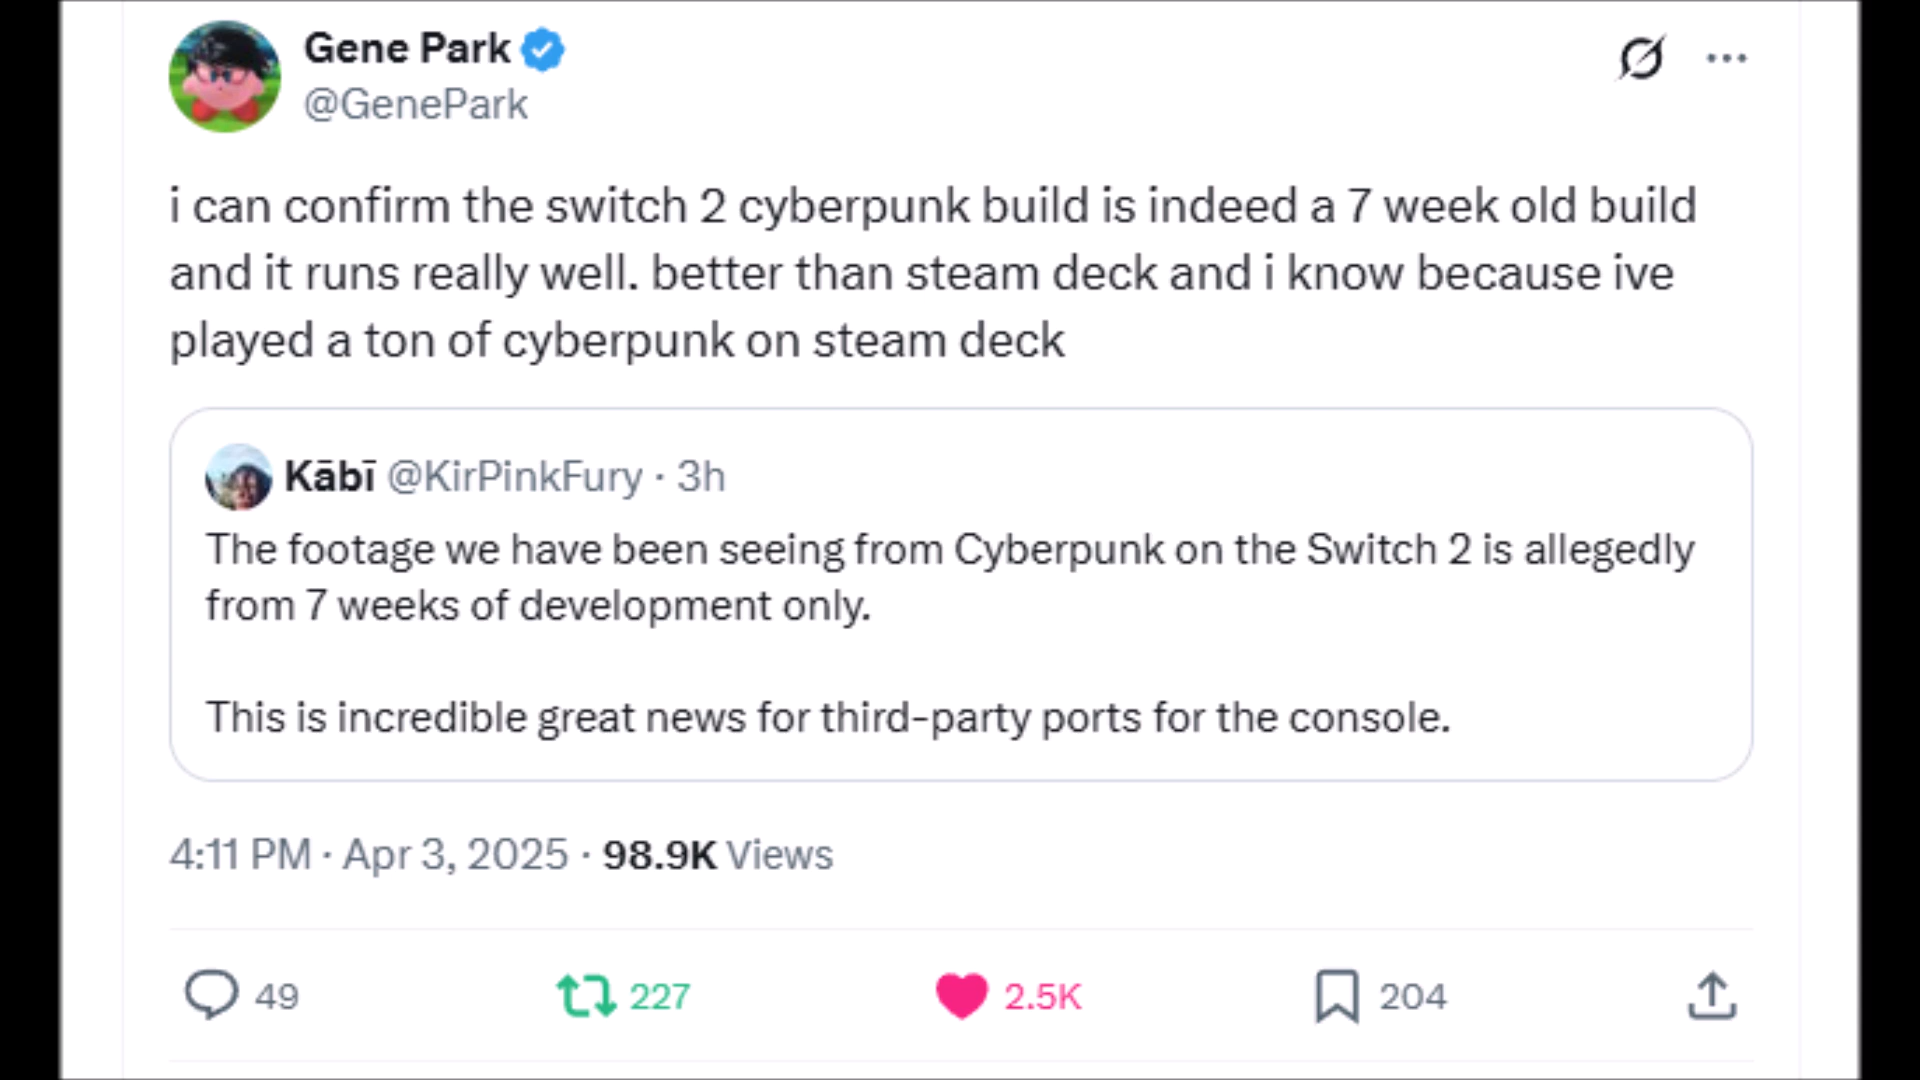 Gene Park
@GenePark
i can confirm the switch 2 cyberpunk build is indeed a 7 week old build
and it runs really well. better than steam deck and i know because ive
played a ton of cyberpunk on steam deck
Kābī @KirPinkFury · 3h
The footage we have been seeing from Cyberpunk on the Switch 2 is allegedly
from 7 weeks of development only.
This is incredible great news for third-party ports for the console.
4:11 PM · Apr 3, 2025 · 98.9K Views
49 227 2.5K 204